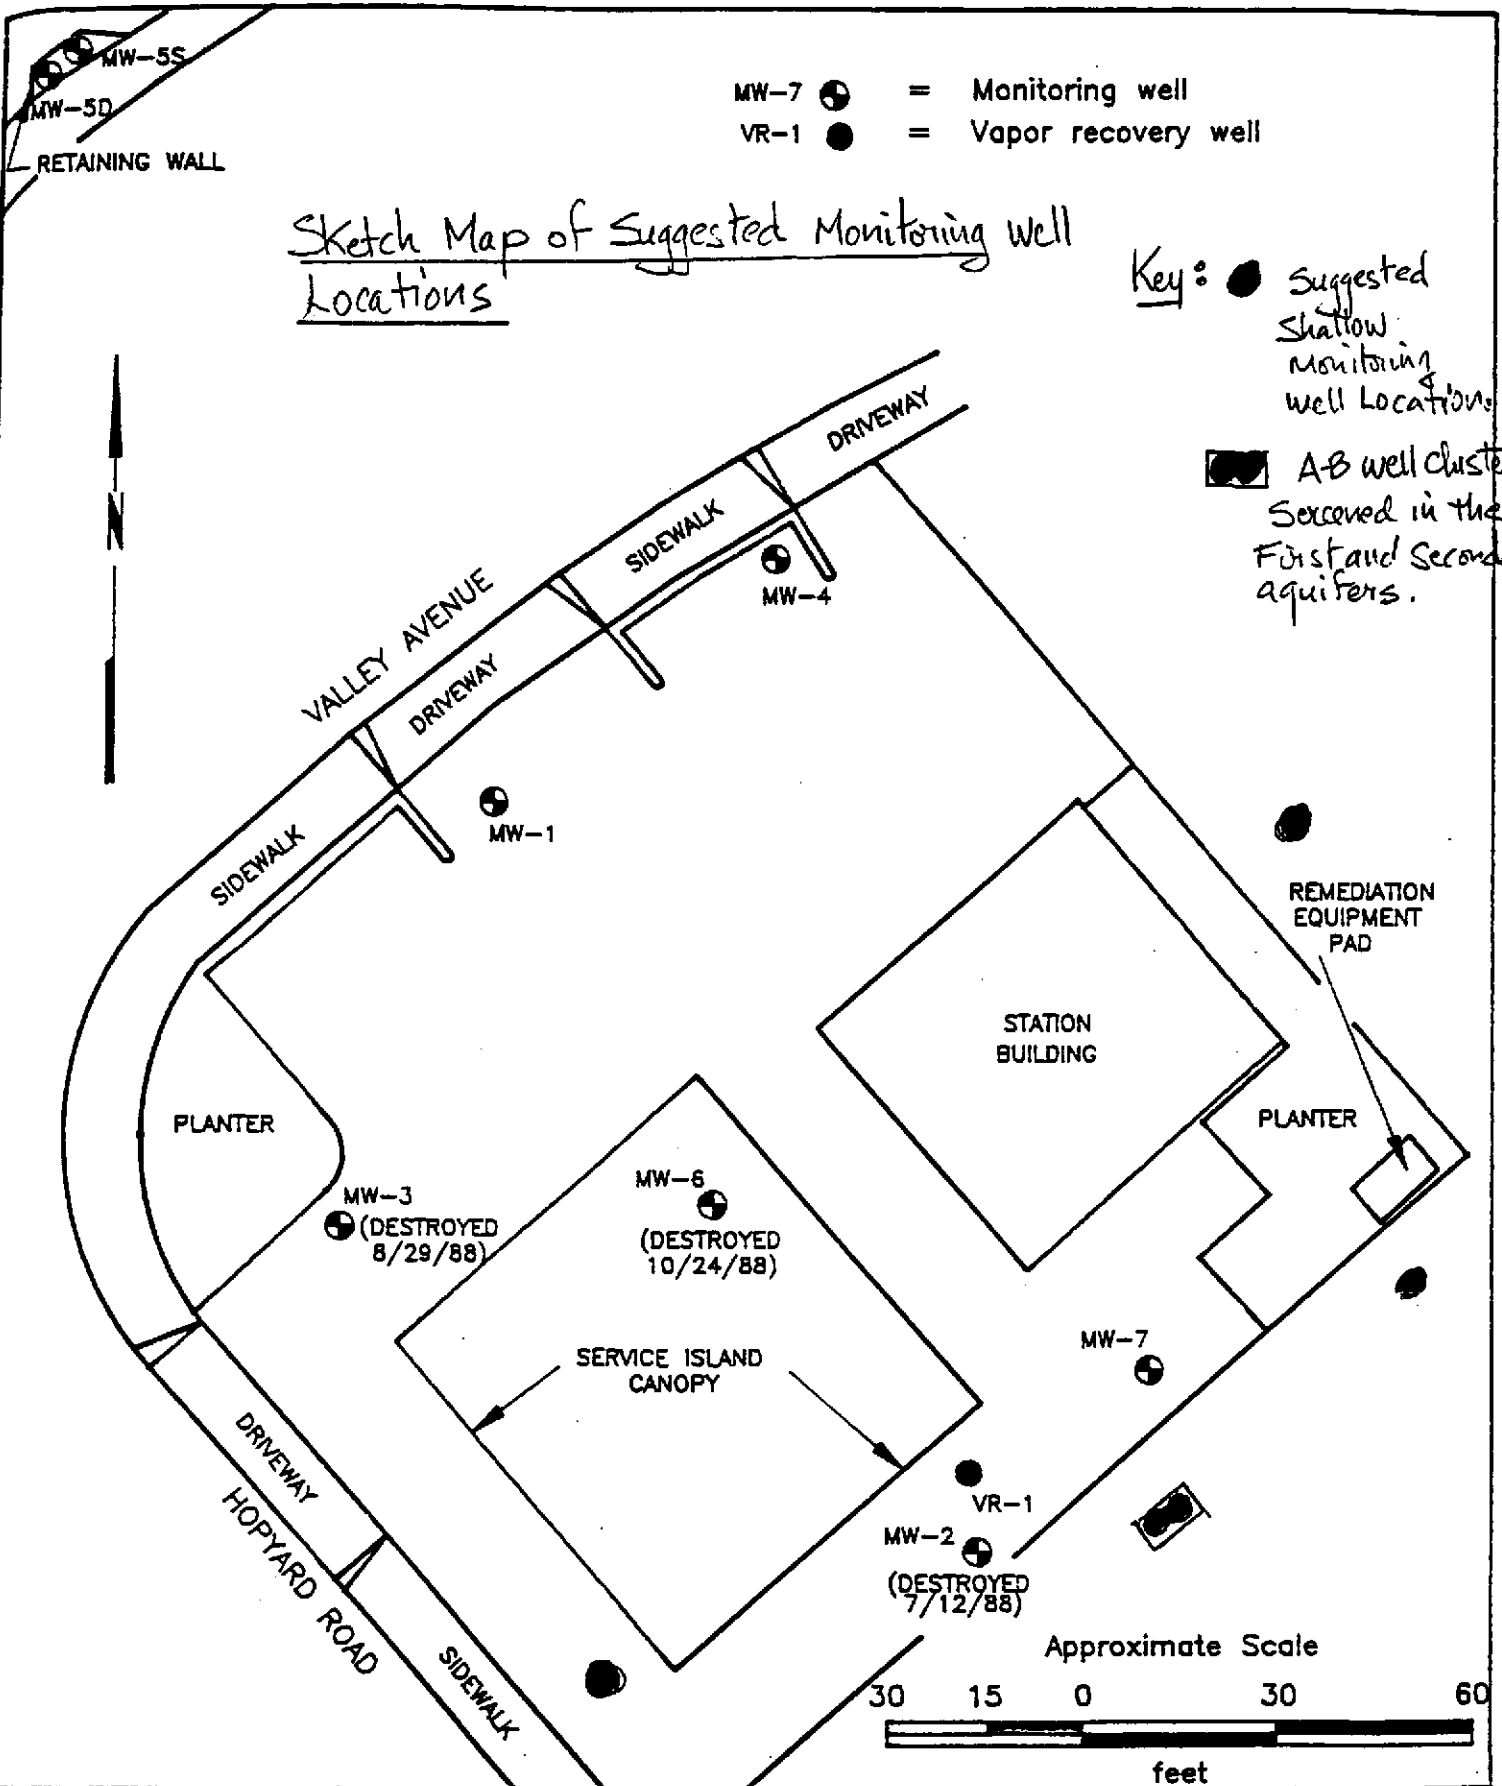 MW-5S
MW-5D
RETAINING WALL
MW-7 = Monitoring well
VR-1 = Vapor recovery well
Sketch Map of Suggested Monitoring Well
Locations
Key: Suggested
Shallow
Monitoring
Well Locations
A-B well Cluste
Screened in the
First and Second
aquifers.
N
DRIVEWAY
SIDEWALK
MW-4
VALLEY AVENUE
DRIVEWAY
MW-1
SIDEWALK
REMEDIATION
EQUIPMENT
PAD
STATION
BUILDING
PLANTER
PLANTER
MW-3
(DESTROYED
8/29/88)
MW-6
(DESTROYED
10/24/88)
MW-7
SERVICE ISLAND
CANOPY
DRIVEWAY
HOPYARD ROAD
VR-1
MW-2
(DESTROYED
7/12/88)
SIDEWALK
Approximate Scale
30 15 0 30 60
feet